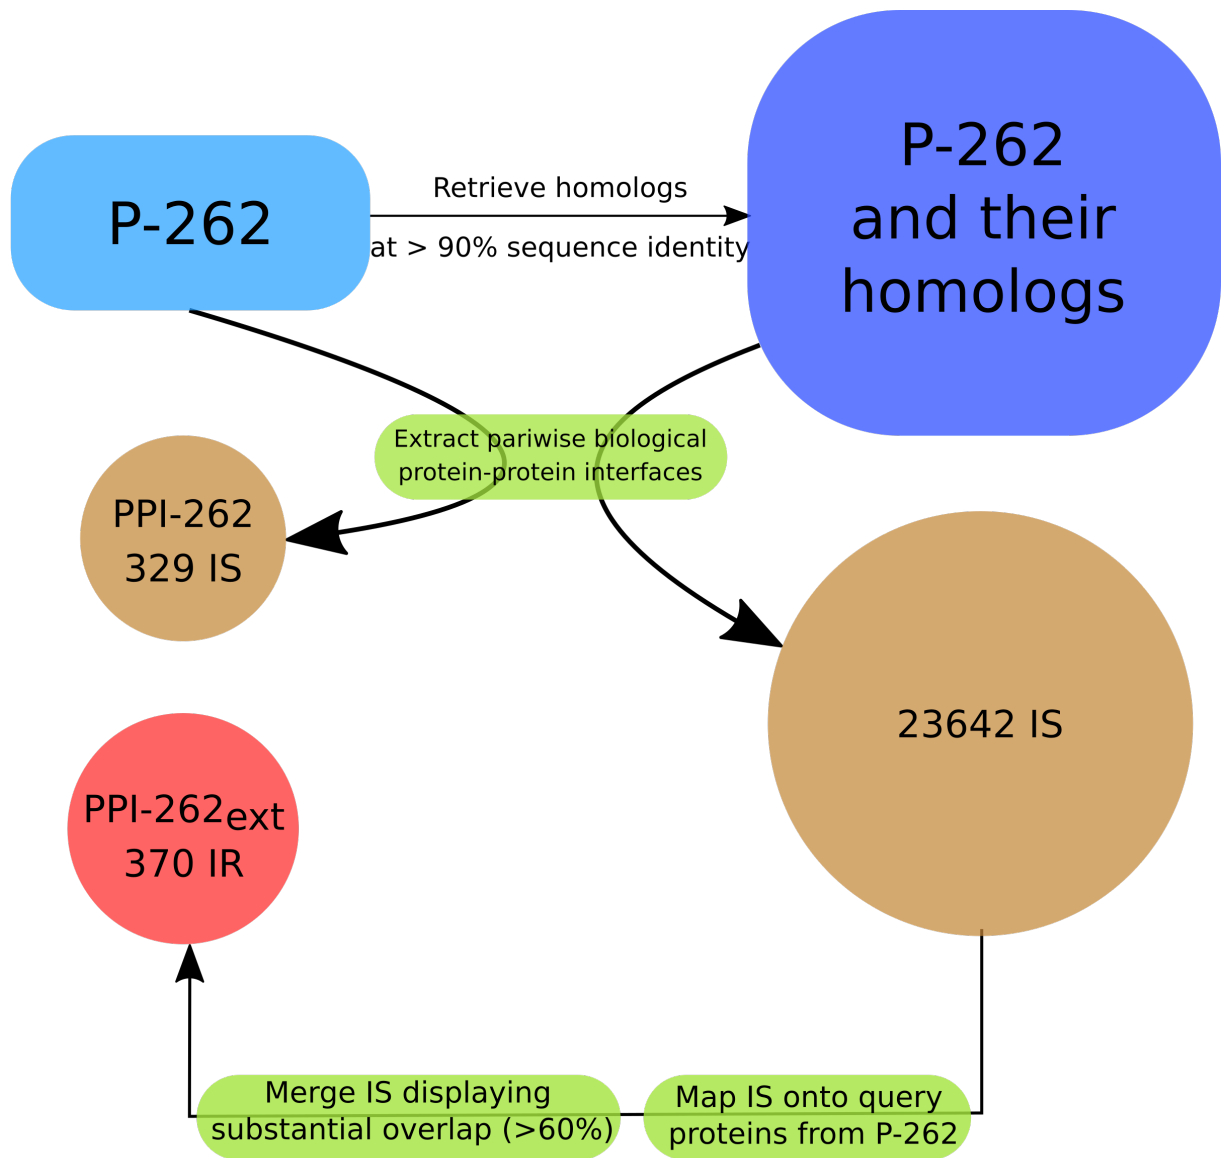 P-262
Retrieve homologs
at > 90% sequence identity
P-262
and their
homologs
Extract pariwise biological
protein-protein interfaces
PPI-262
329 IS
23642 IS
PPI-262ext
370 IR
Merge IS displaying
substantial overlap (>60%)
Map IS onto query
proteins from P-262